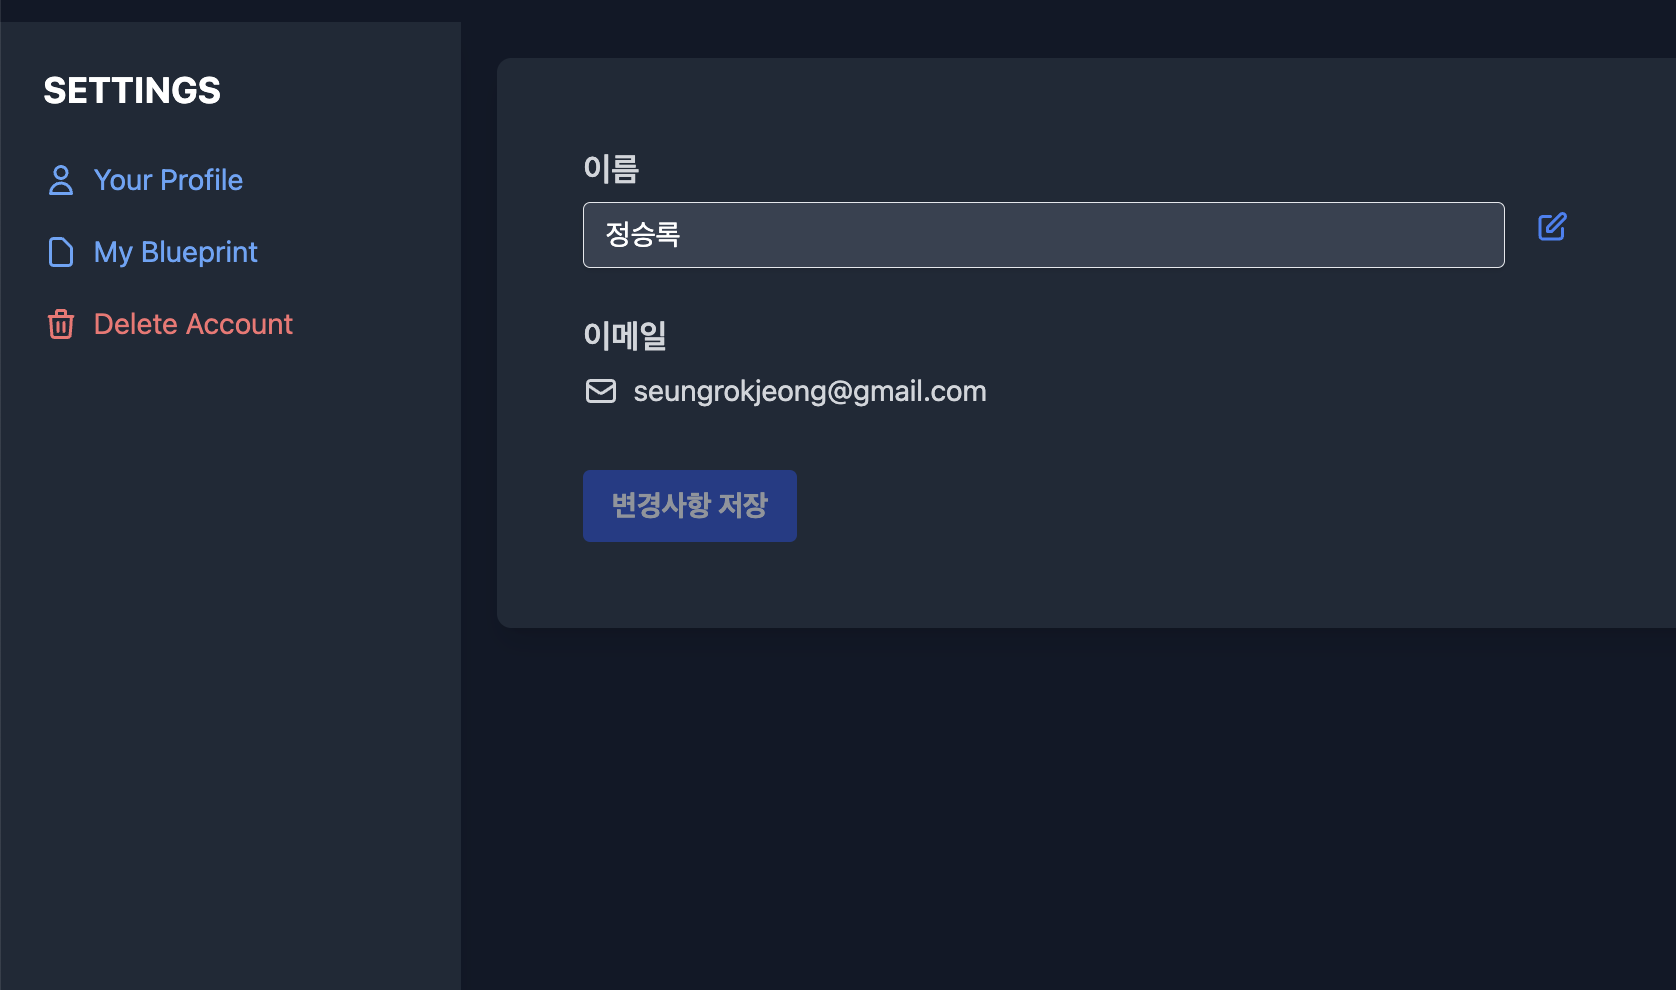 SETTINGS
Your Profile
My Blueprint
Delete Account
이름
정승록
이메일
seungrokjeong@gmail.com
변경사항 저장